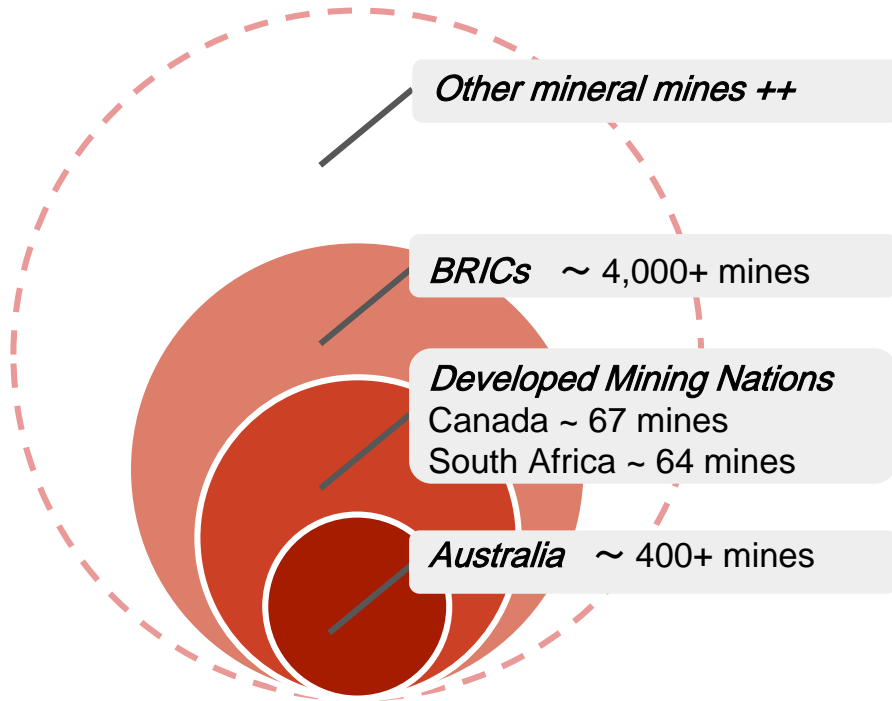 Other mineral mines ++
BRICs ~ 4,000+ mines
Developed Mining Nations
Canada ~ 67 mines
South Africa ~ 64 mines
Australia ~ 400+ mines